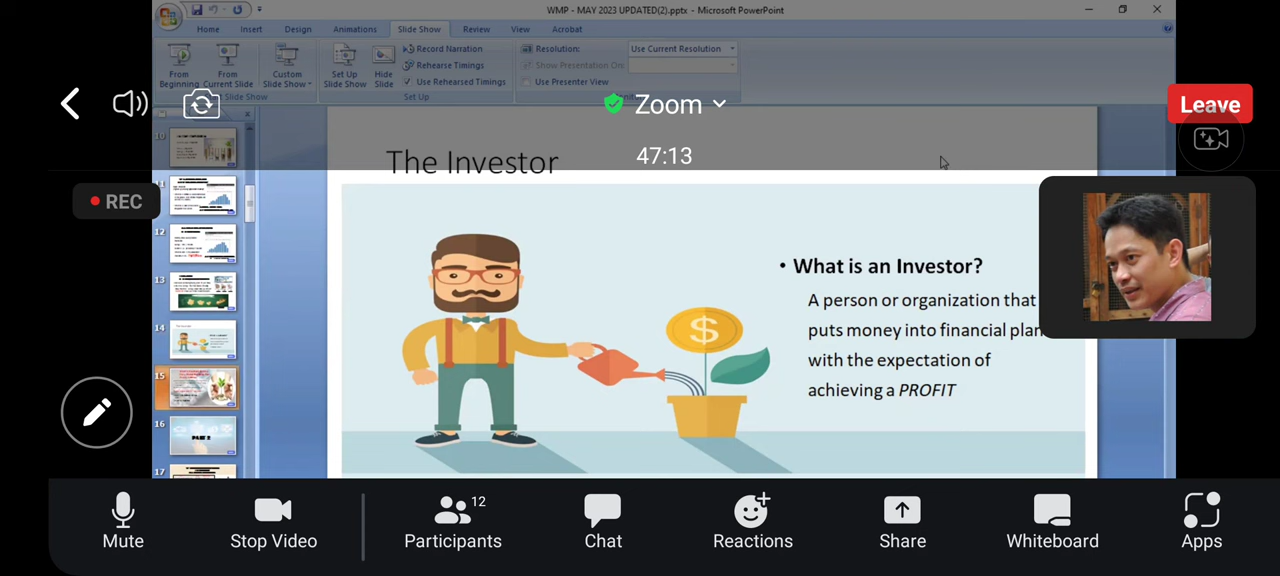 WMP - MAY 2023 UPDATED(2).pptx - Microsoft PowerPoint
Home Insert Design Animations Slide Show Review View Acrobat
From Beginning
From Current Slide
Custom Slide Show
Set Up Slide Show
Hide Slide
Record Narration
Rehearse Timings
Use Rehearsed Timings
Resolution:
Use Current Resolution
Show Presentation On:
Use Presenter View
Slide Show
Set Up
Zoom
Leave
47:13
REC
The Investor
• What is an Investor?
A person or organization that
puts money into financial plan
with the expectation of
achieving a PROFIT
$
10
11
12
13
14
15
16
PART 2
17
Mute
Stop Video
12
Participants
Chat
Reactions
Share
Whiteboard
Apps